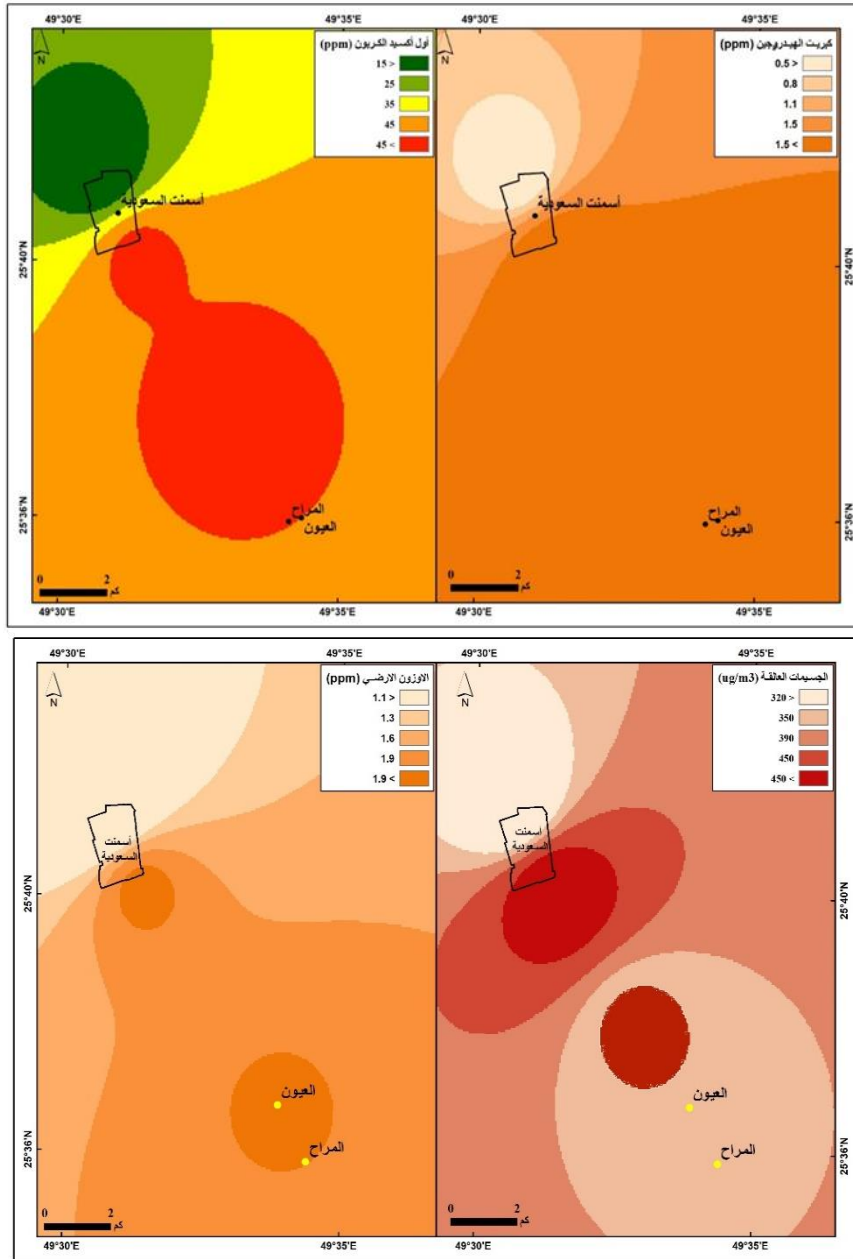 49°30'E
49°35'E
N
أول أكسيد الكربون (ppm)
15 >
25
35
45
45 <
أسمنت السعودية
25°40'N
25°36'N
المراح
العيون
0 2
كم
49°30'E
49°35'E
49°30'E
49°35'E
N
كبريت الهيدروجين (ppm)
0.5 >
0.8
1.1
1.5
1.5 <
أسمنت السعودية
25°40'N
25°36'N
المراح
العيون
0 2
كم
49°30'E
49°35'E
49°30'E
49°35'E
N
الاوزون الارضي (ppm)
1.1 >
1.3
1.6
1.9
1.9 <
أسمنت
السعودية
25°40'N
25°36'N
العيون
المراح
0 2
كم
49°30'E
49°35'E
49°30'E
49°35'E
N
الجسيمات العالقة (ug/m3)
320 >
350
390
450
450 <
أسمنت
السعودية
25°40'N
25°36'N
العيون
المراح
0 2
كم
49°30'E
49°35'E